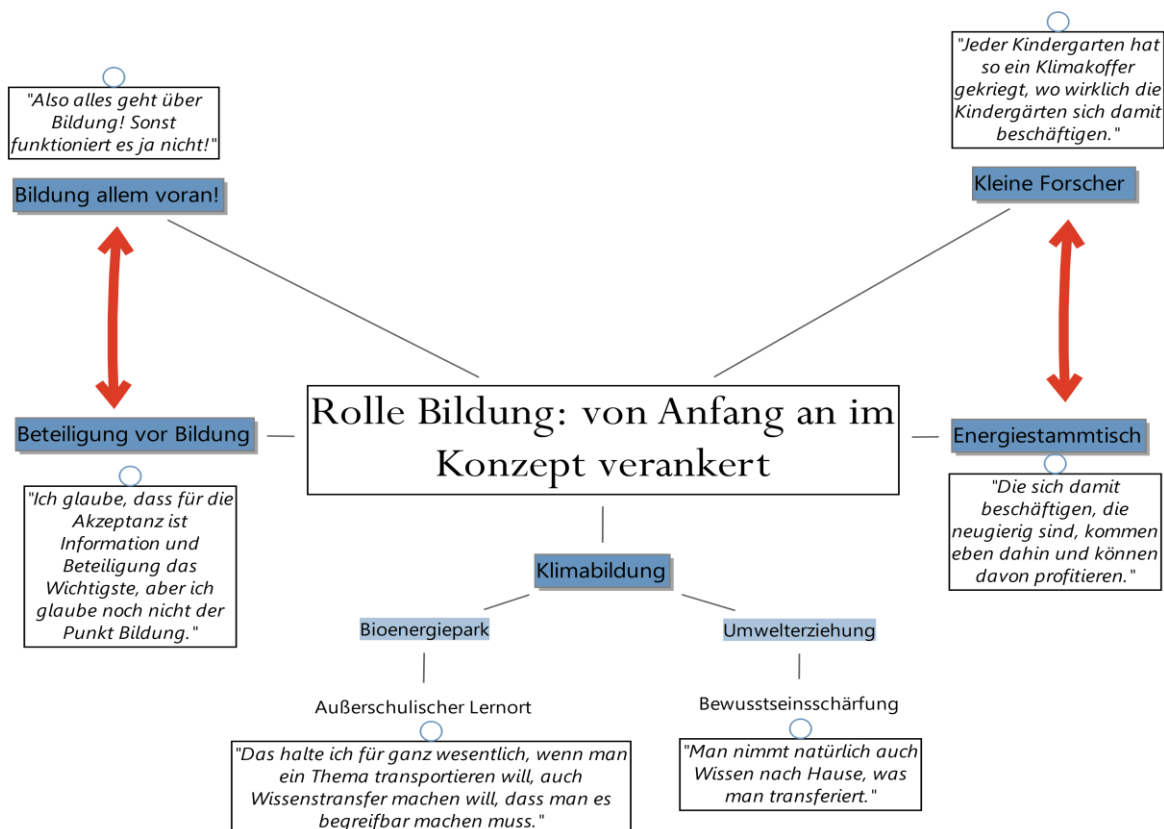 "Also alles geht über
Bildung! Sonst
funktioniert es ja nicht!"
Bildung allem voran!
"Jeder Kindergarten hat
so ein Klimakoffer
gekriegt, wo wirklich die
Kindergärten sich damit
beschäftigen."
Kleine Forscher
Rolle Bildung: von Anfang an im
Konzept verankert
Beteiligung vor Bildung
"Ich glaube, dass für die
Akzeptanz ist
Information und
Beteiligung das
Wichtigste, aber ich
glaube noch nicht der
Punkt Bildung."
Energiestammtisch
"Die sich damit
beschäftigen, die
neugierig sind, kommen
eben dahin und können
davon profitieren."
Klimabildung
Bioenergiepark
Außerschulischer Lernort
"Das halte ich für ganz wesentlich, wenn man
ein Thema transportieren will, auch
Wissenstransfer machen will, dass man es
begreifbar machen muss."
Umwelterziehung
Bewusstseinsschärfung
"Man nimmt natürlich auch
Wissen nach Hause, was
man transferiert."